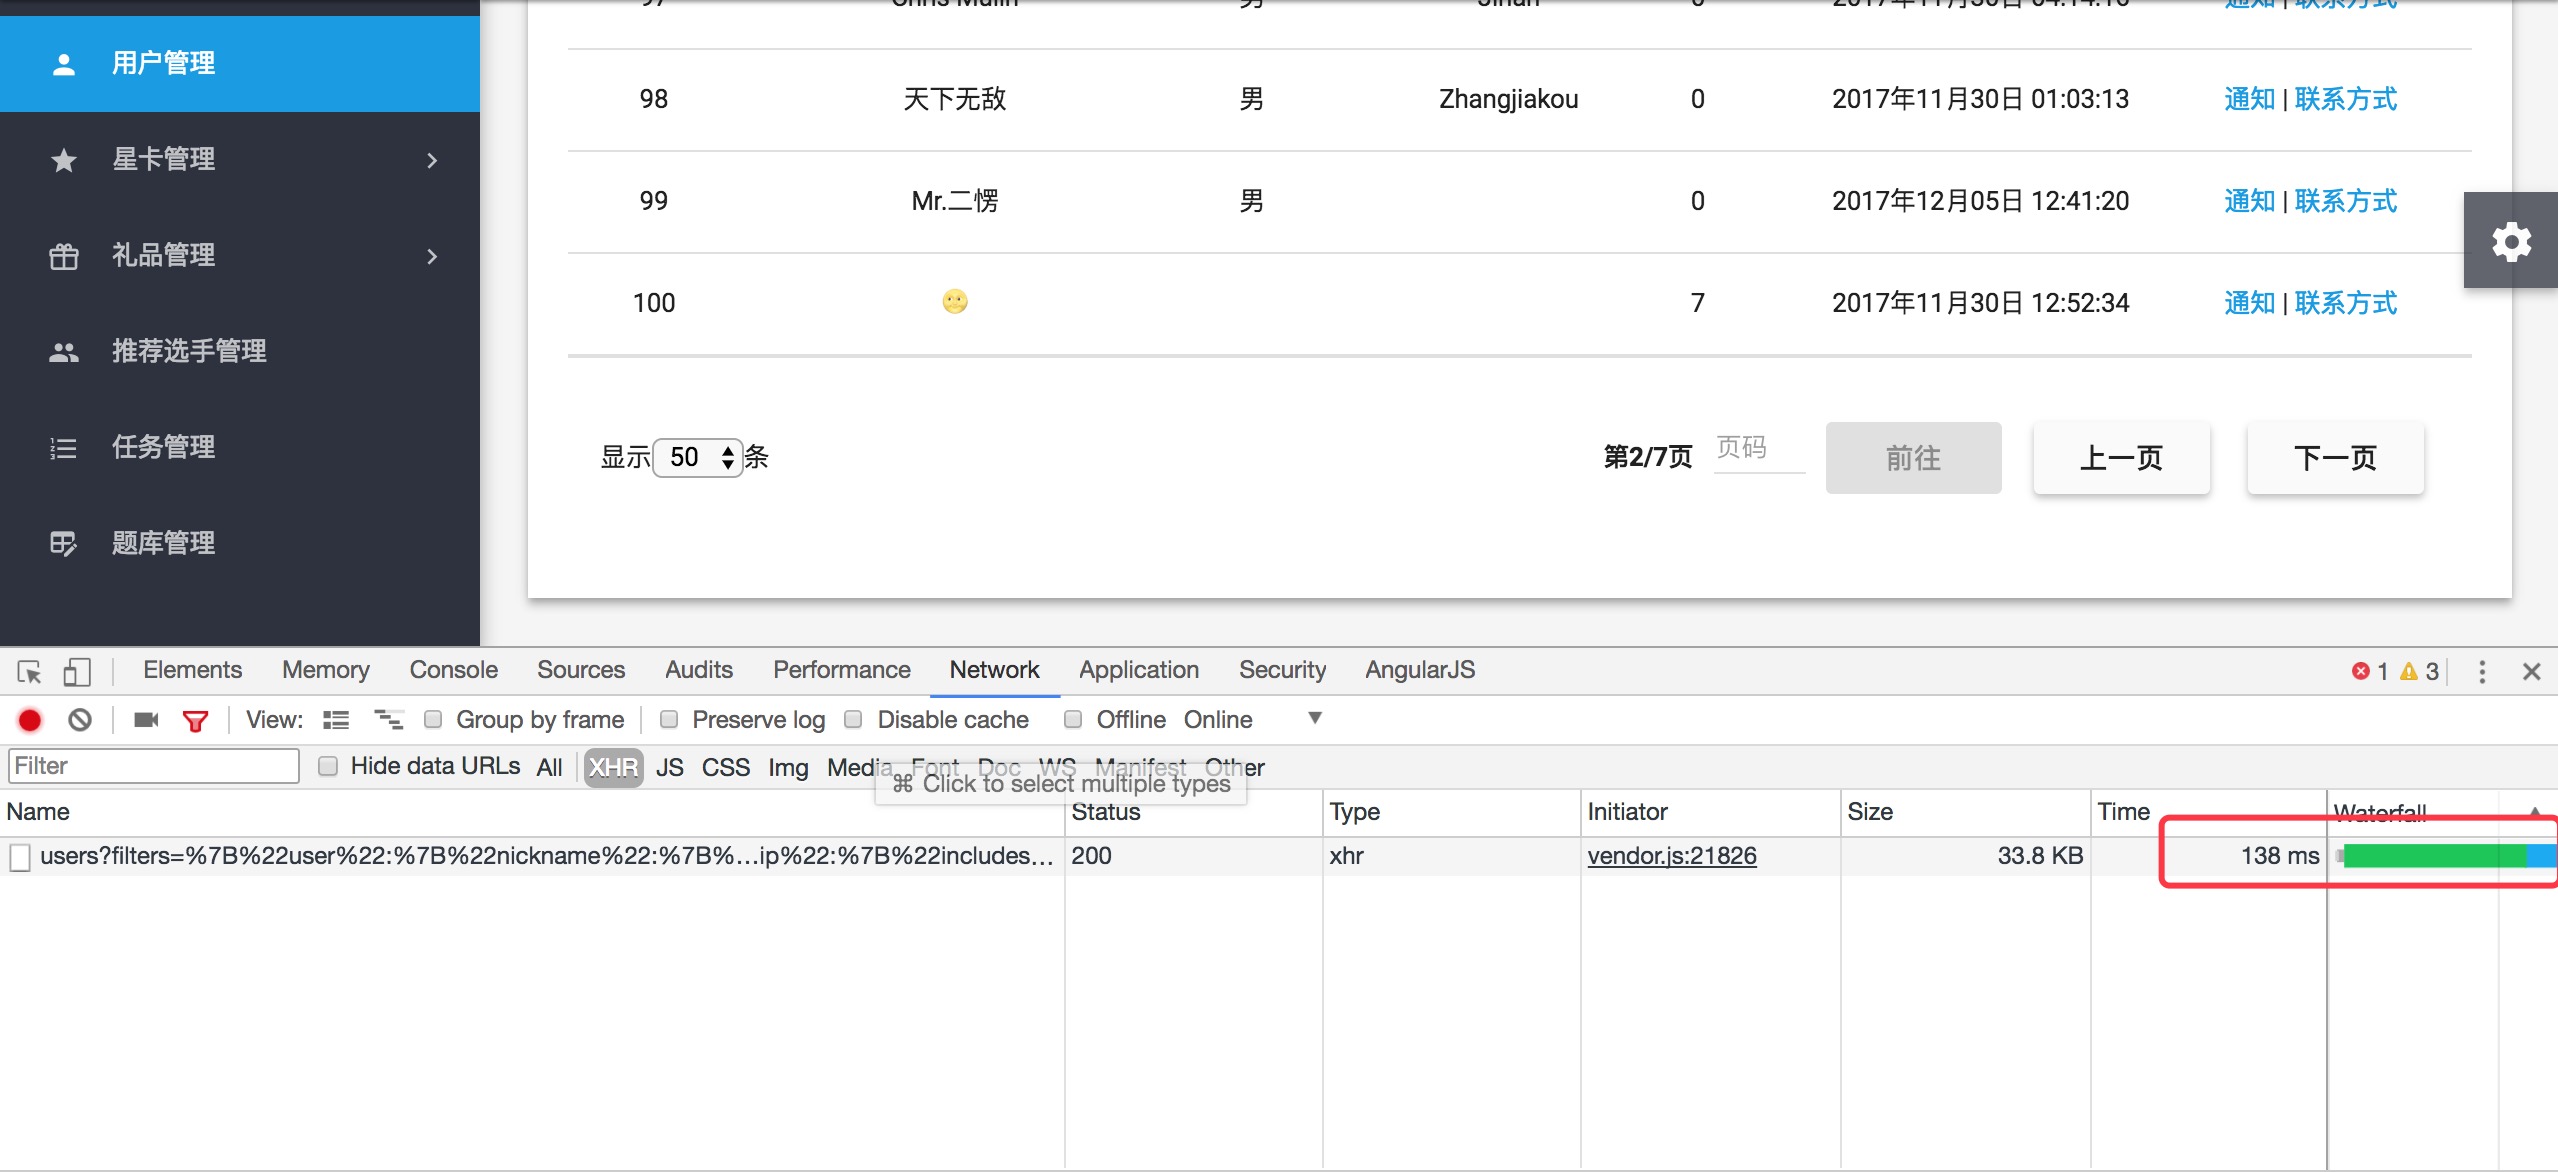 用户管理
星卡管理
礼品管理
推荐选手管理
任务管理
题库管理
98 天下无敌 男 Zhangjiakou 0 2017年11月30日 01:03:13 通知 | 联系方式
99 Mr.二愣 男 0 2017年12月05日 12:41:20 通知 | 联系方式
100 7 2017年11月30日 12:52:34 通知 | 联系方式
显示 50 条 第2/7页 页码 前往 上一页 下一页
Elements Memory Console Sources Audits Performance Network Application Security AngularJS 1 3
View: Group by frame Preserve log Disable cache Offline Online
Filter Hide data URLs All XHR JS CSS Img Media Font Doc WS Manifest Other
⌘ Click to select multiple types
Name Status Type Initiator Size Time Waterfall
users?filters=%7B%22user%22:%7B%22nickname%22:%7B%…ip%22:%7B%22includes… 200 xhr vendor.js:21826 33.8 KB 138 ms